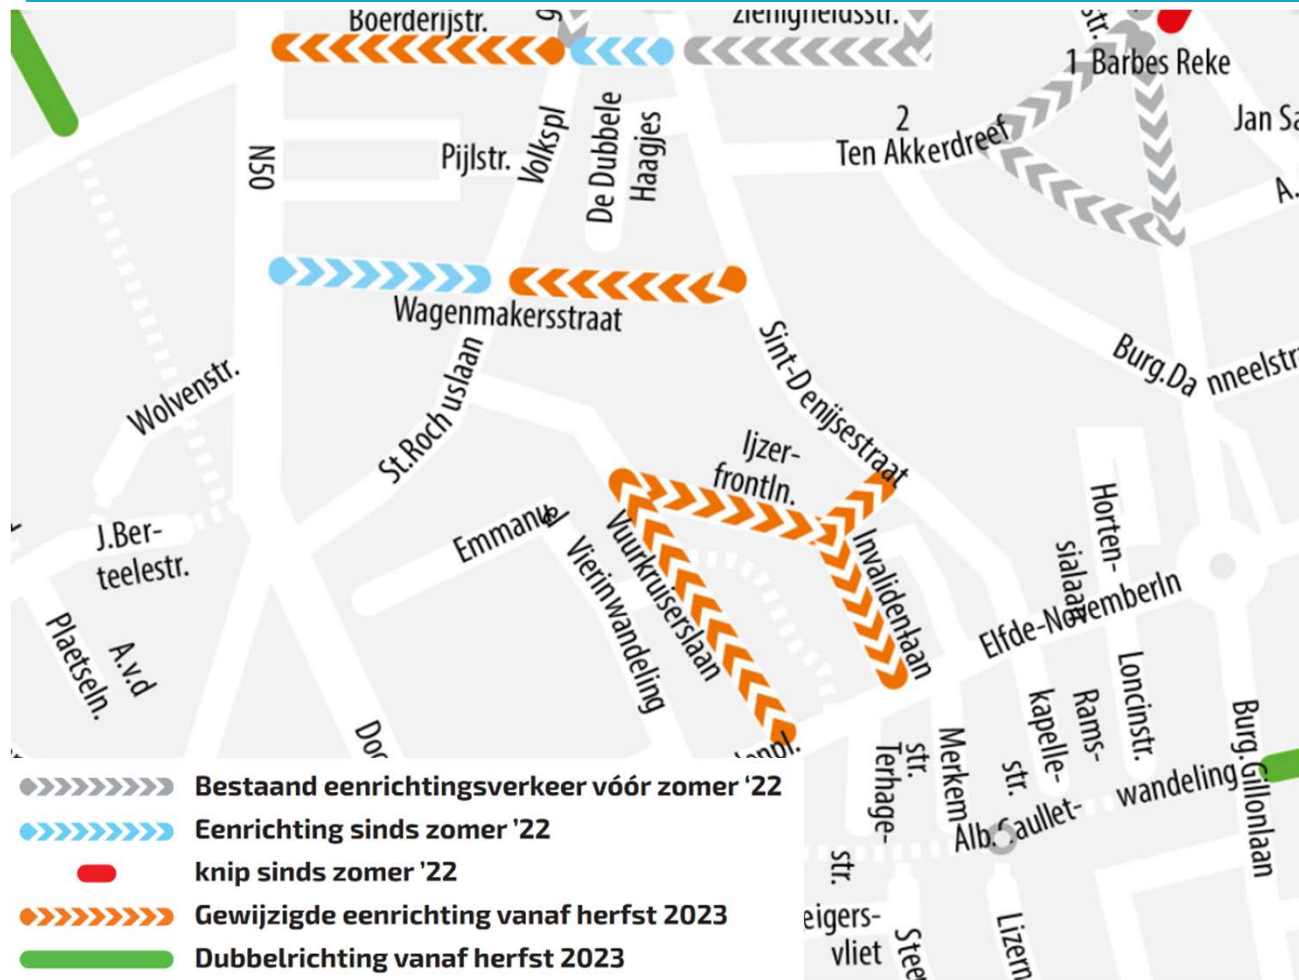 Boerderijstr.
1 Barbes Reke
2
Ten Akkerdreef
N50
Pijlstr.
Volkspl
De Dubbele
Haagjes
Wagenmakersstraat
Wolvenstr.
St.Roch uslaan
Sint-Denijsestraat
Burg.Da nneelstr
Ijzer-
frontln.
Emmanuel
Vierinwandeling
Vuurkruiserslaan
Invalidenlaan
J.Ber-
teelestr.
Plaetseln.
A.v.d
Horten-
sialaan
Elfde-Novemberln
Loncinstr.
Rams-
kapelle-
str.
Merkem-
str.
Terhage-
str.
Burg.Gillonlaan
Alb.Caullet-
wandeling
Lizern
Stee
eigers-
vliet
Bestaand eenrichtingsverkeer vóór zomer ‘22
Eenrichting sinds zomer ’22
knip sinds zomer ’22
Gewijzigde eenrichting vanaf herfst 2023
Dubbelrichting vanaf herfst 2023